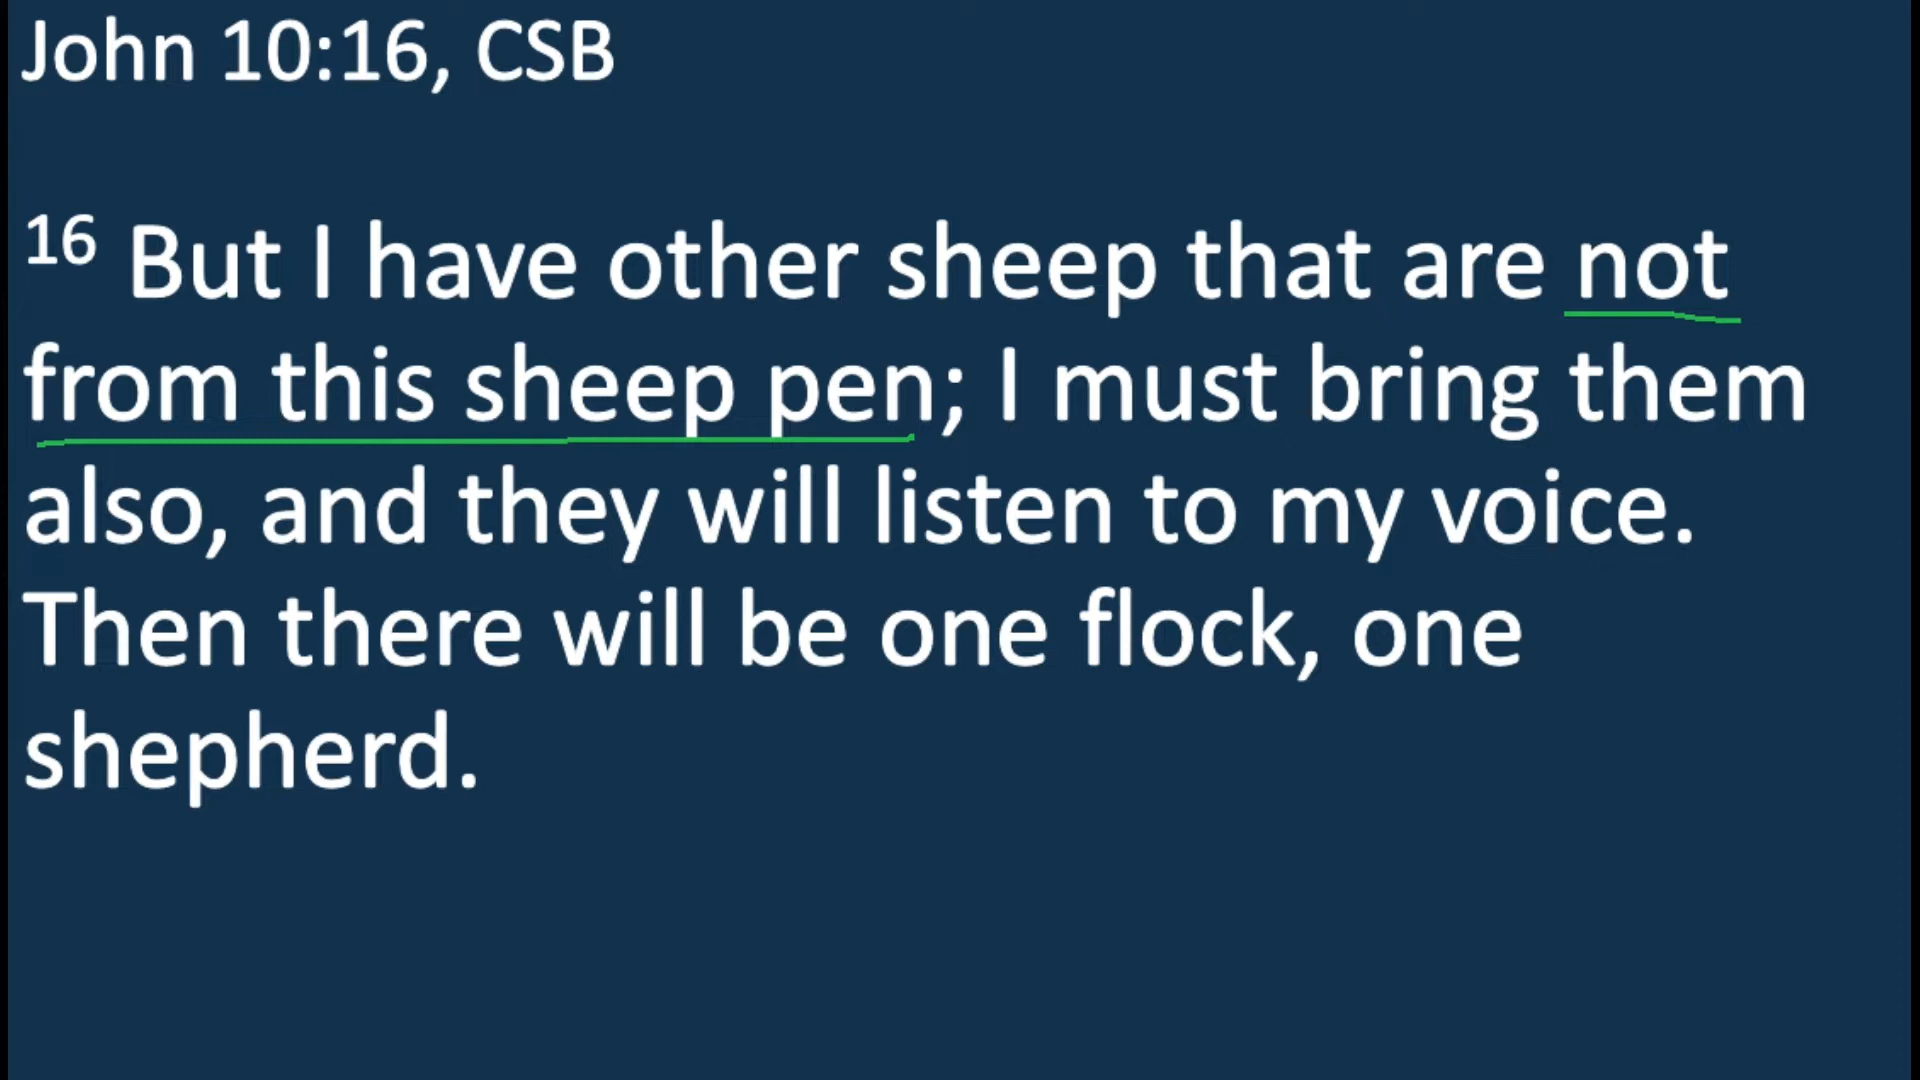 John 10:16, CSB
16 But I have other sheep that are not
from this sheep pen; I must bring them
also, and they will listen to my voice.
Then there will be one flock, one
shepherd.